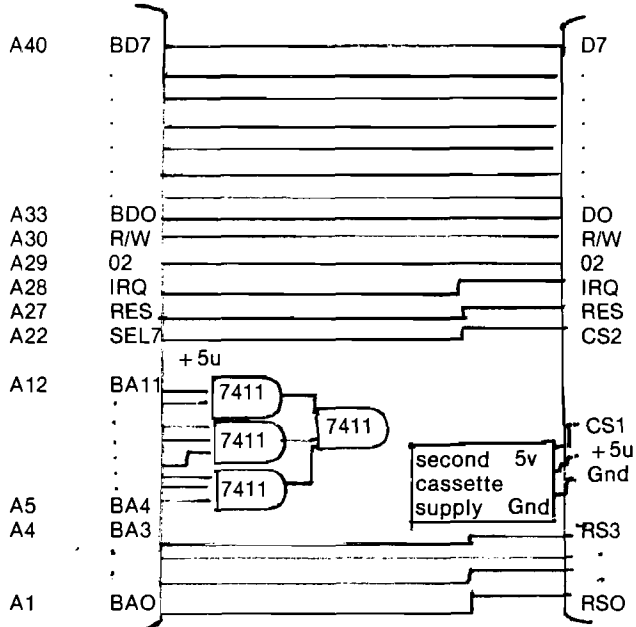 A40 BD7 D7
A33 BDO DO
A30 R/W R/W
A29 02 02
A28 IRQ IRQ
A27 RES RES
A22 SEL7 CS2
+5u
A12 BA11 7411
7411 CS1
7411 second 5v +5u
cassette Gnd
7411 supply Gnd
A5 BA4
A4 BA3 RS3
A1 BAO RSO